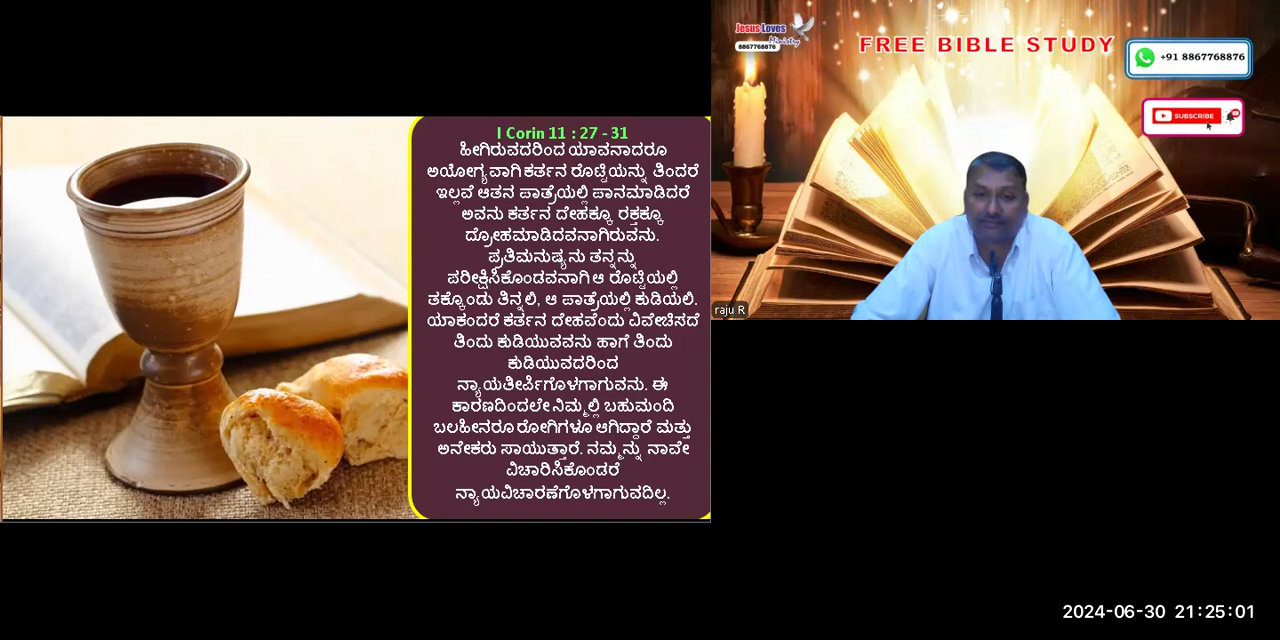 I Corin 11 : 27 - 31
ಹೀಗಿರುವದರಿಂದ ಯಾವನಾದರೂ
ಅಯೋಗ್ಯವಾಗಿ ಕರ್ತನ ರೊಟ್ಟಿಯನ್ನು ತಿಂದರೆ
ಇಲ್ಲವೆ ಆತನ ಪಾತ್ರೆಯಲ್ಲಿ ಪಾನಮಾಡಿದರೆ
ಅವನು ಕರ್ತನ ದೇಹಕ್ಕೂ ರಕ್ತಕ್ಕೂ
ದ್ರೋಹಮಾಡಿದವನಾಗಿರುವನು.
ಪ್ರತಿಮನುಷ್ಯನು ತನ್ನನ್ನು
ಪರೀಕ್ಷಿಸಿಕೊಂಡವನಾಗಿ ಆ ರೊಟ್ಟಿಯಲ್ಲಿ
ತಕ್ಕೊಂಡು ತಿನ್ನಲಿ, ಆ ಪಾತ್ರೆಯಲ್ಲಿ ಕುಡಿಯಲಿ.
ಯಾಕಂದರೆ ಕರ್ತನ ದೇಹವೆಂದು ವಿವೇಚಿಸದೆ
ತಿಂದು ಕುಡಿಯುವವನು ಹಾಗೆ ತಿಂದು
ಕುಡಿಯುವದರಿಂದ
ನ್ಯಾಯತೀರ್ಪಿಗೊಳಗಾಗುವನು. ಈ
ಕಾರಣದಿಂದಲೇ ನಿಮ್ಮಲ್ಲಿ ಬಹುಮಂದಿ
ಬಲಹೀನರೂ ರೋಗಿಗಳೂ ಆಗಿದ್ದಾರೆ ಮತ್ತು
ಅನೇಕರು ಸಾಯುತ್ತಾರೆ. ನಮ್ಮನ್ನು ನಾವೇ
ವಿಚಾರಿಸಿಕೊಂಡರೆ
ನ್ಯಾಯವಿಚಾರಣೆಗೊಳಗಾಗುವದಿಲ್ಲ.
Jesus Loves
Ministry
8867768876
FREE BIBLE STUDY
+91 8867768876
SUBSCRIBE
raju R
2024-06-30 21:25:01